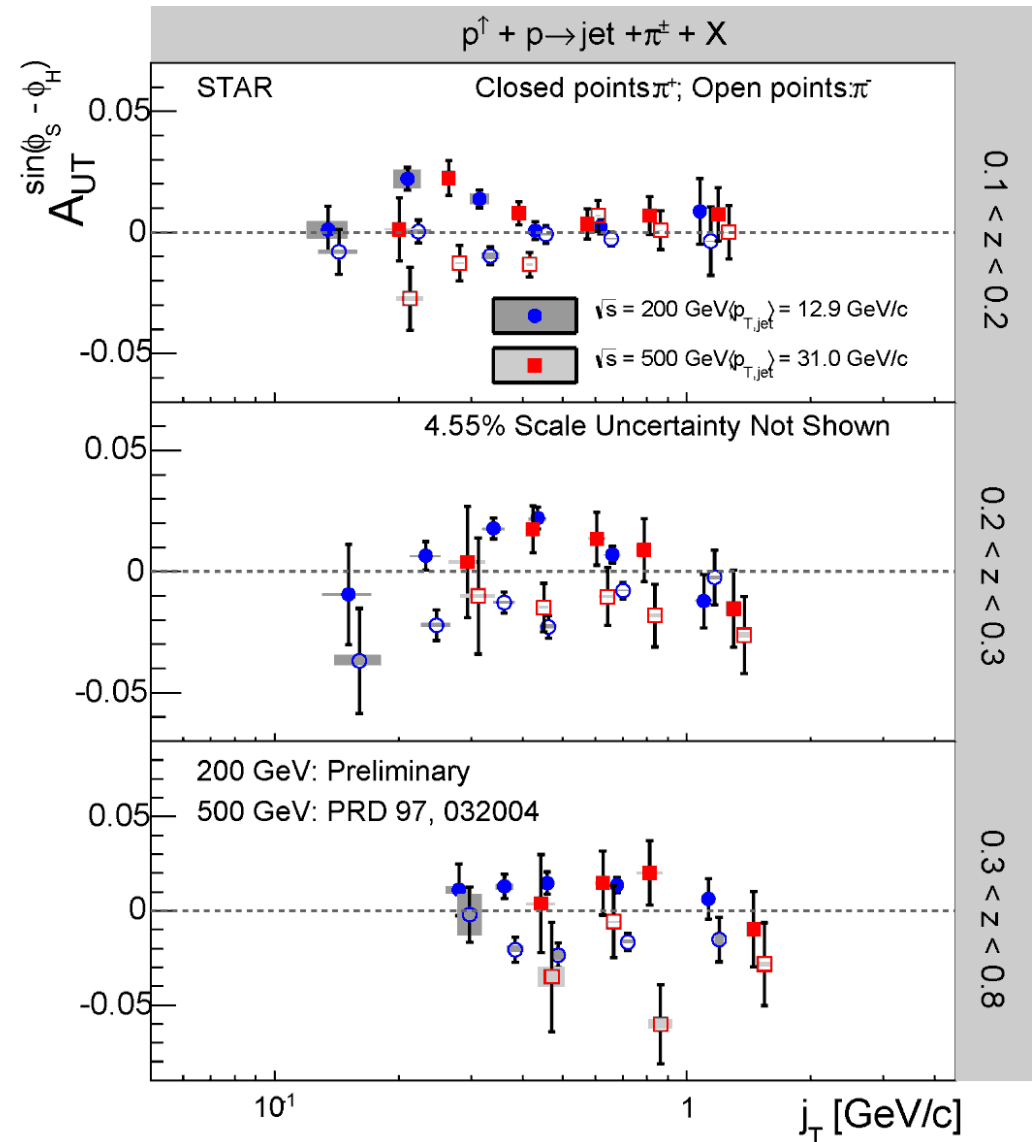 p↑ + p→jet +π± + X
A_UT^sin(ϕ_S - ϕ_H)
STAR
Closed points:π+; Open points:π-
0.05
0
-0.05
√s = 200 GeV⟨p_T,jet⟩ = 12.9 GeV/c
√s = 500 GeV⟨p_T,jet⟩ = 31.0 GeV/c
0.1 < z < 0.2
4.55% Scale Uncertainty Not Shown
0.05
0
-0.05
0.2 < z < 0.3
200 GeV: Preliminary
500 GeV: PRD 97, 032004
0.05
0
-0.05
0.3 < z < 0.8
10^-1
1
j_T [GeV/c]